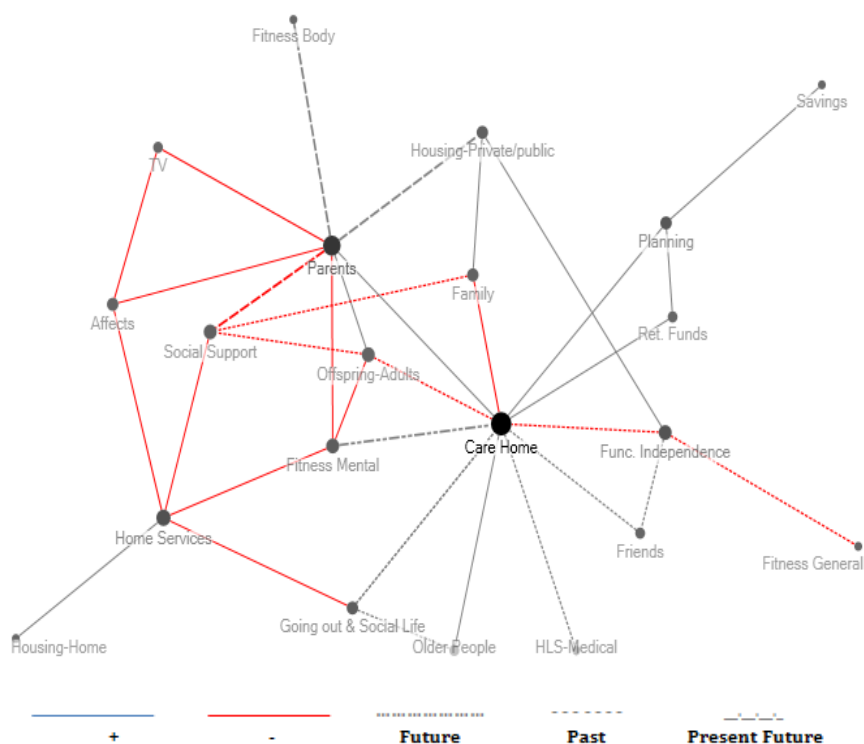 Fitness Body
Savings
Housing-Private/public
TV
Planning
Parents
Family
Affects
Ret. Funds
Social Support
Offspring-Adults
Care Home
Func. Independence
Fitness Mental
Home Services
Friends
Fitness General
Going out & Social Life
Housing-Home
Older People
HLS-Medical
+
-
Future
Past
Present Future